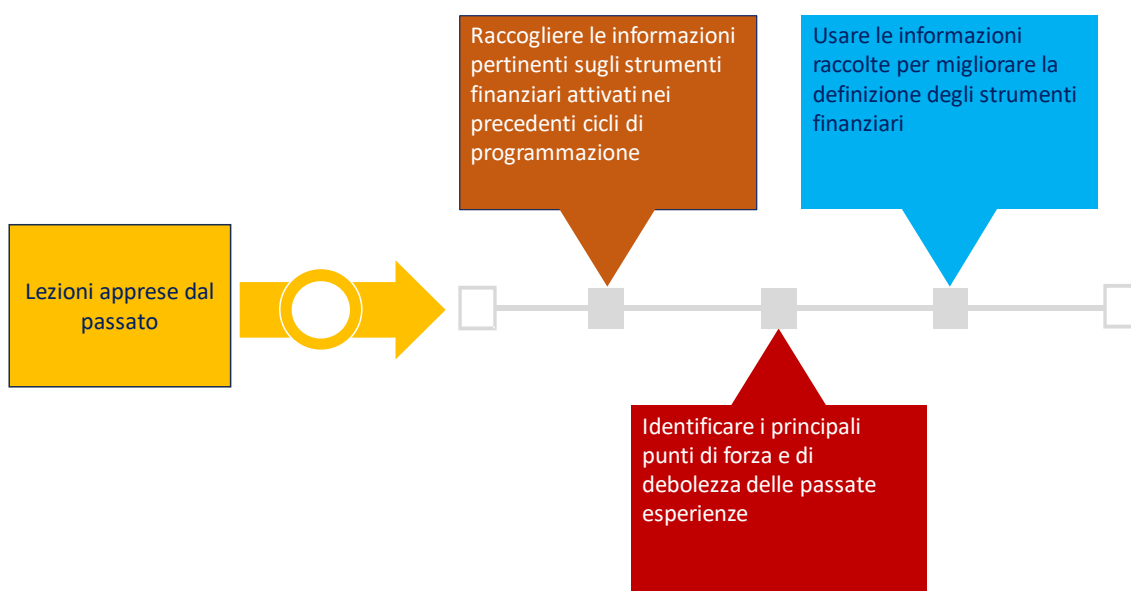 Lezioni apprese dal
passato
Raccogliere le informazioni
pertinenti sugli strumenti
finanziari attivati nei
precedenti cicli di
programmazione
Identificare i principali
punti di forza e di
debolezza delle passate
esperienze
Usare le informazioni
raccolte per migliorare la
definizione degli strumenti
finanziari